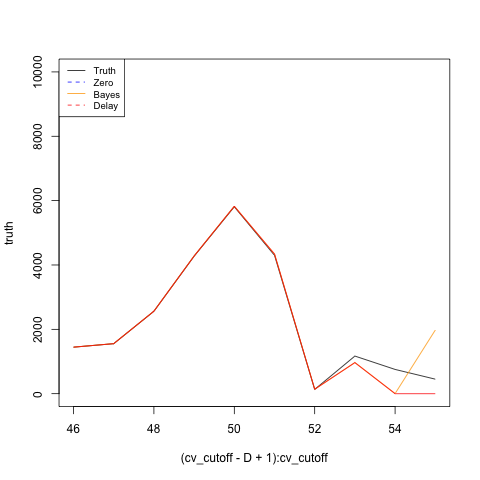 Truth
Zero
Bayes
Delay
10000
8000
6000
4000
2000
0
truth
46
48
50
52
54
(cv_cutoff - D + 1):cv_cutoff